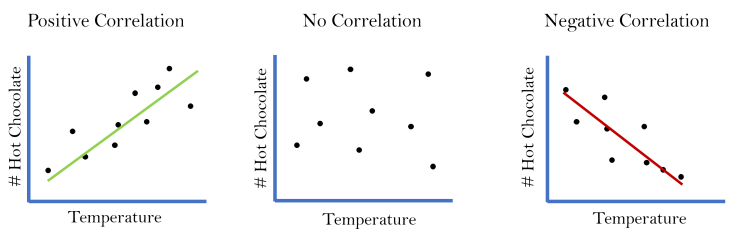 Positive Correlation
No Correlation
Negative Correlation
# Hot Chocolate
# Hot Chocolate
# Hot Chocolate
Temperature
Temperature
Temperature